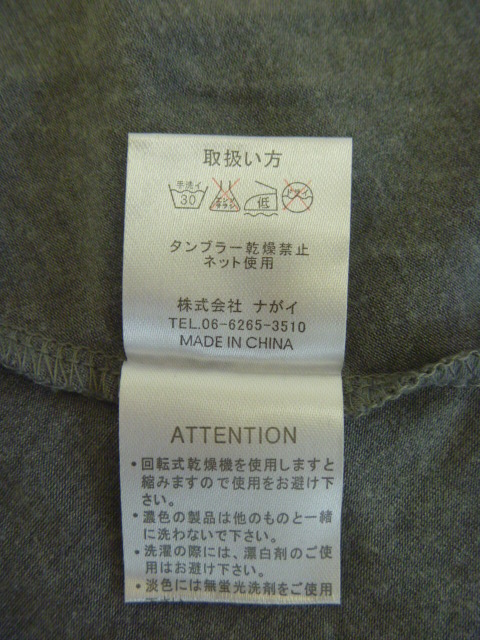 取扱い方
手洗イ
30
低
タンブラー乾燥禁止
ネット使用
株式会社 ナガイ
TEL.06-6265-3510
MADE IN CHINA
ATTENTION
・回転式乾燥機を使用しますと
縮みますので使用をお避け下
さい。
・濃色の製品は他のものと一緒
に洗わないで下さい。
・洗濯の際には、漂白剤のご使
用はお避け下さい。
・淡色には無蛍光洗剤をご使用
下さい